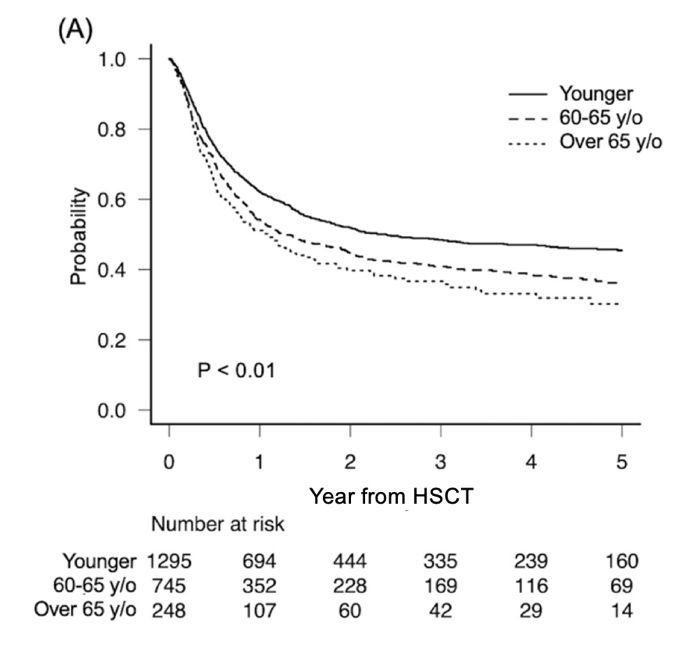 (A)
1.0
0.8
0.6
0.4
0.2
0.0
Probability
Younger
60-65 y/o
Over 65 y/o
P < 0.01
0 1 2 3 4 5
Year from HSCT
Number at risk
Younger 1295 694 444 335 239 160
60-65 y/o 745 352 228 169 116 69
Over 65 y/o 248 107 60 42 29 14